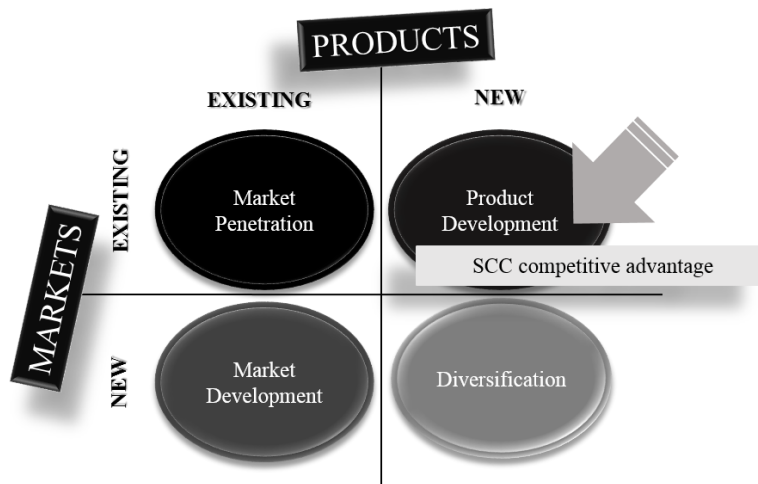 PRODUCTS
EXISTING
NEW
MARKETS
EXISTING
Market
Penetration
Product
Development
SCC competitive advantage
NEW
Market
Development
Diversification